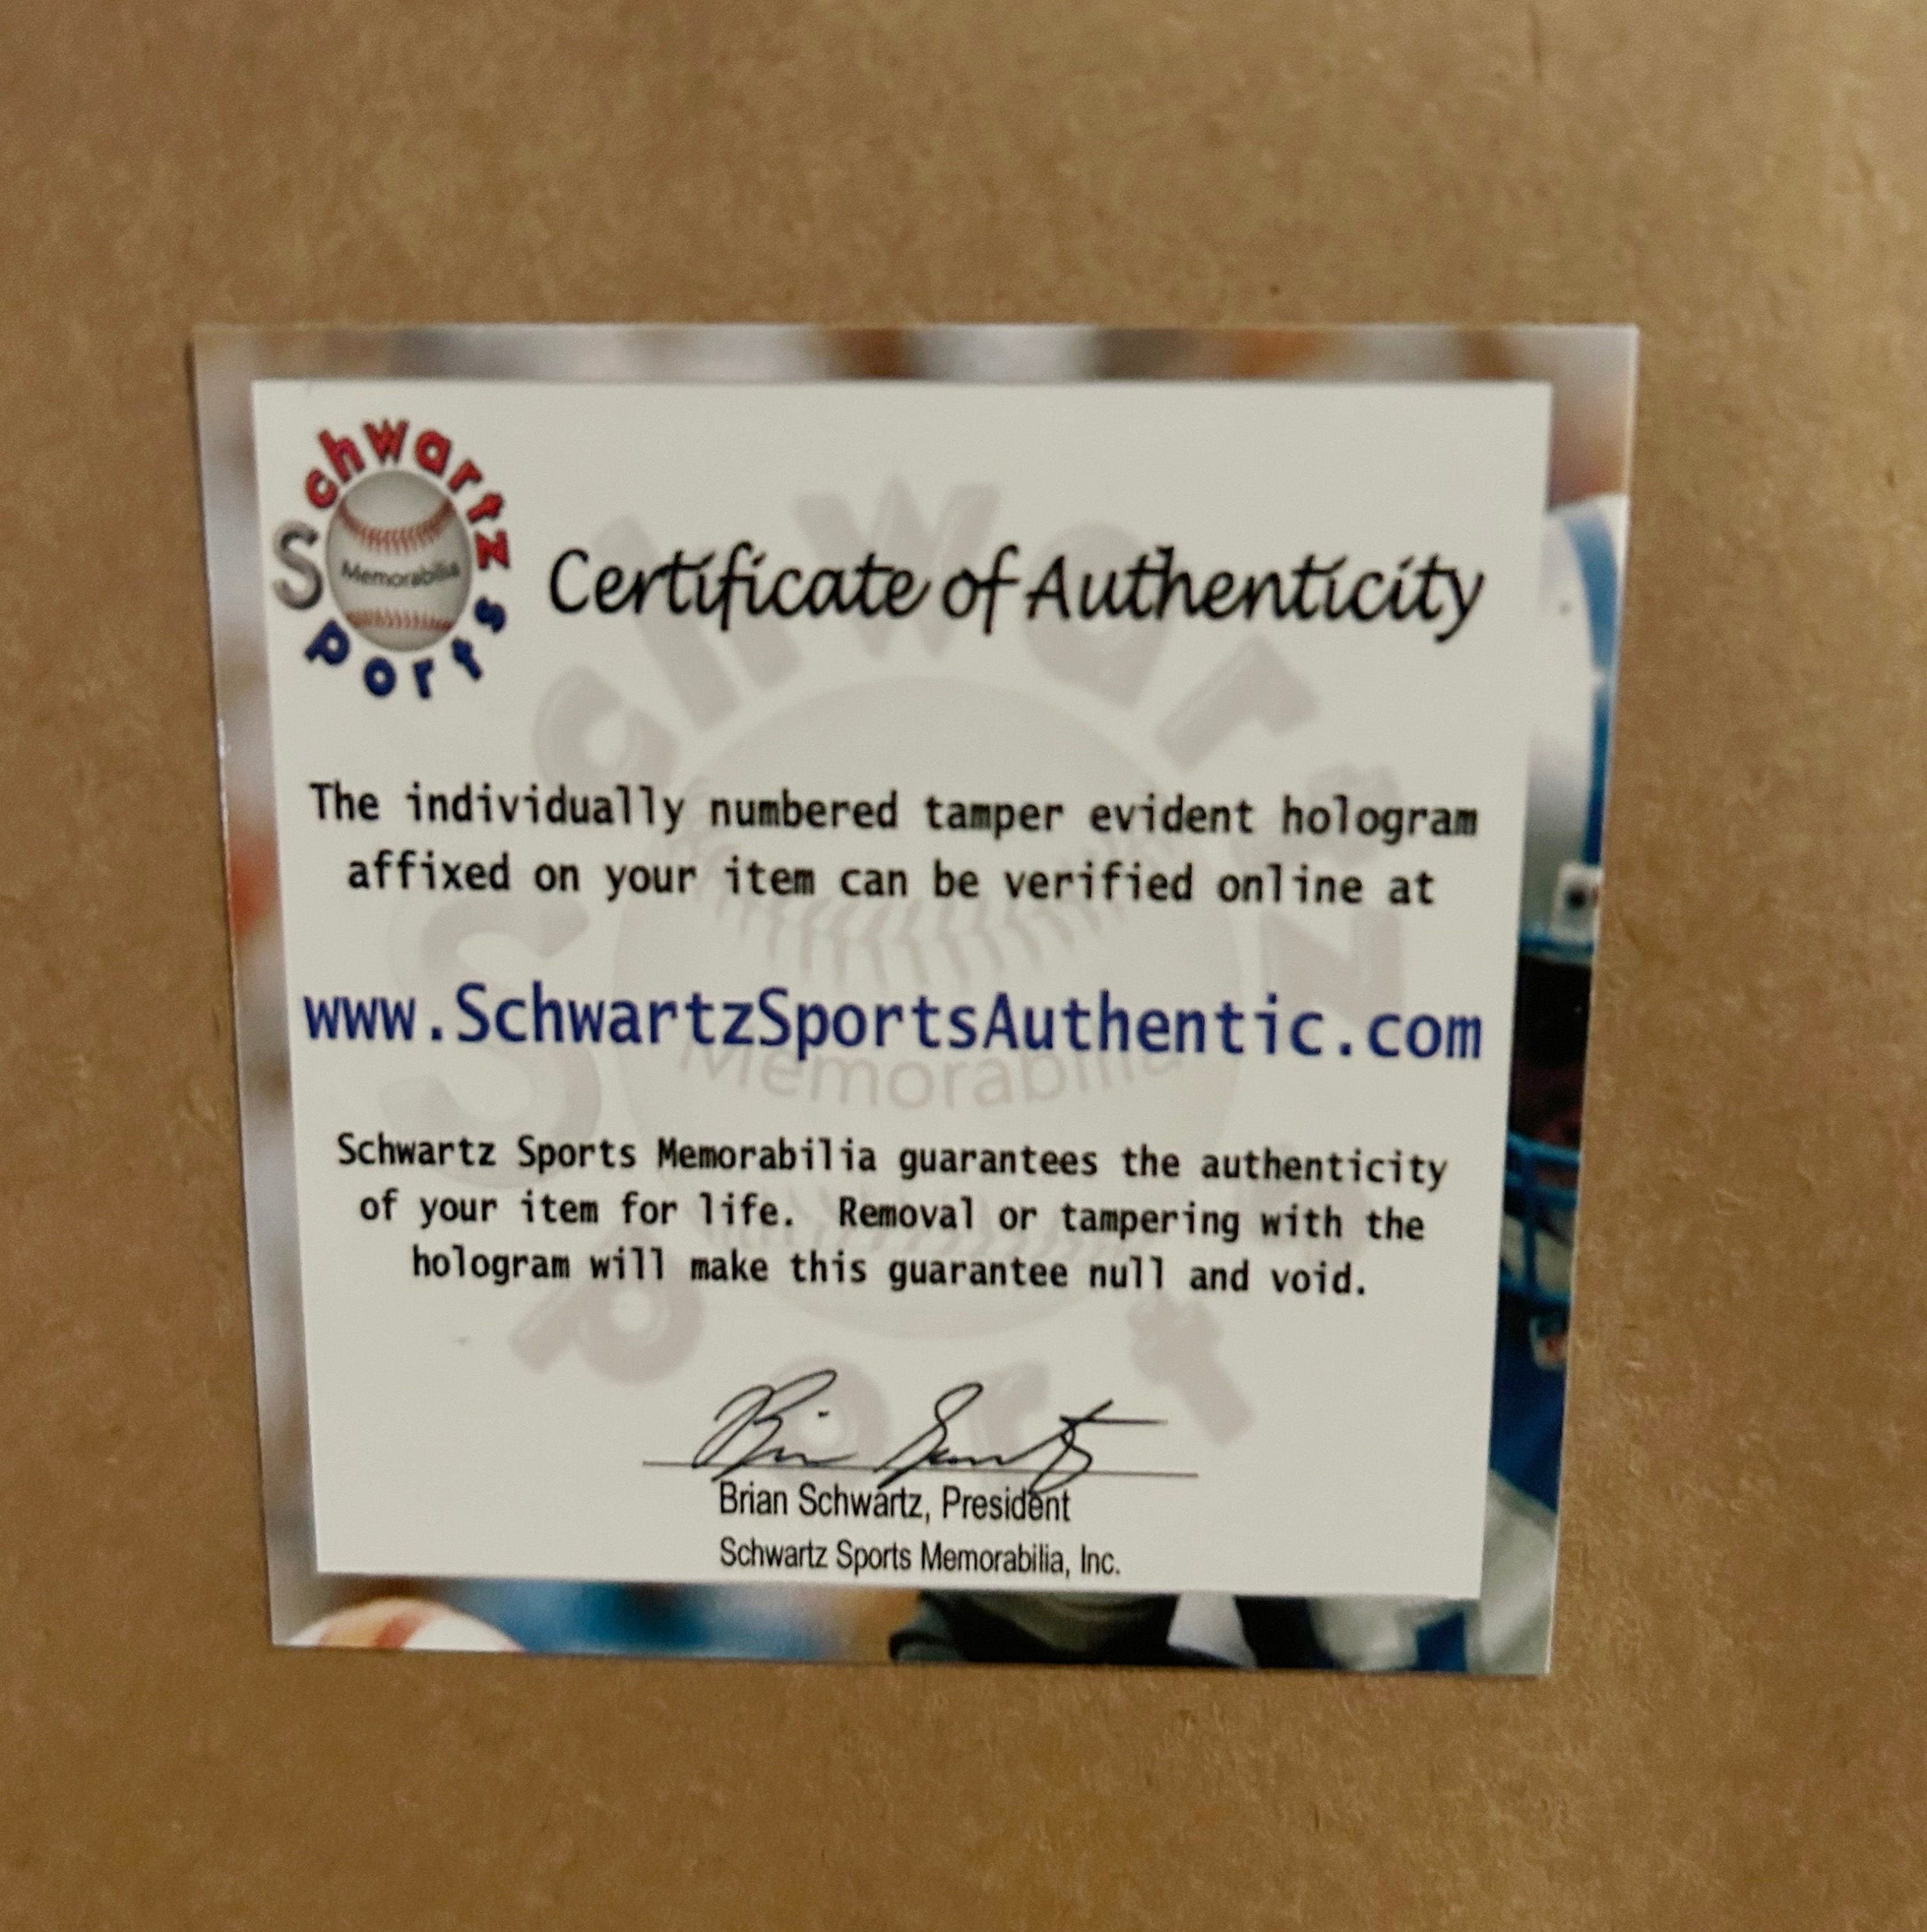 Schwartz
Sports
Memorabilia
Certificate of Authenticity
The individually numbered tamper evident hologram
affixed on your item can be verified online at
www.SchwartzSportsAuthentic.com
Schwartz Sports Memorabilia guarantees the authenticity
of your item for life. Removal or tampering with the
hologram will make this guarantee null and void.
Brian Schwartz, President
Schwartz Sports Memorabilia, Inc.